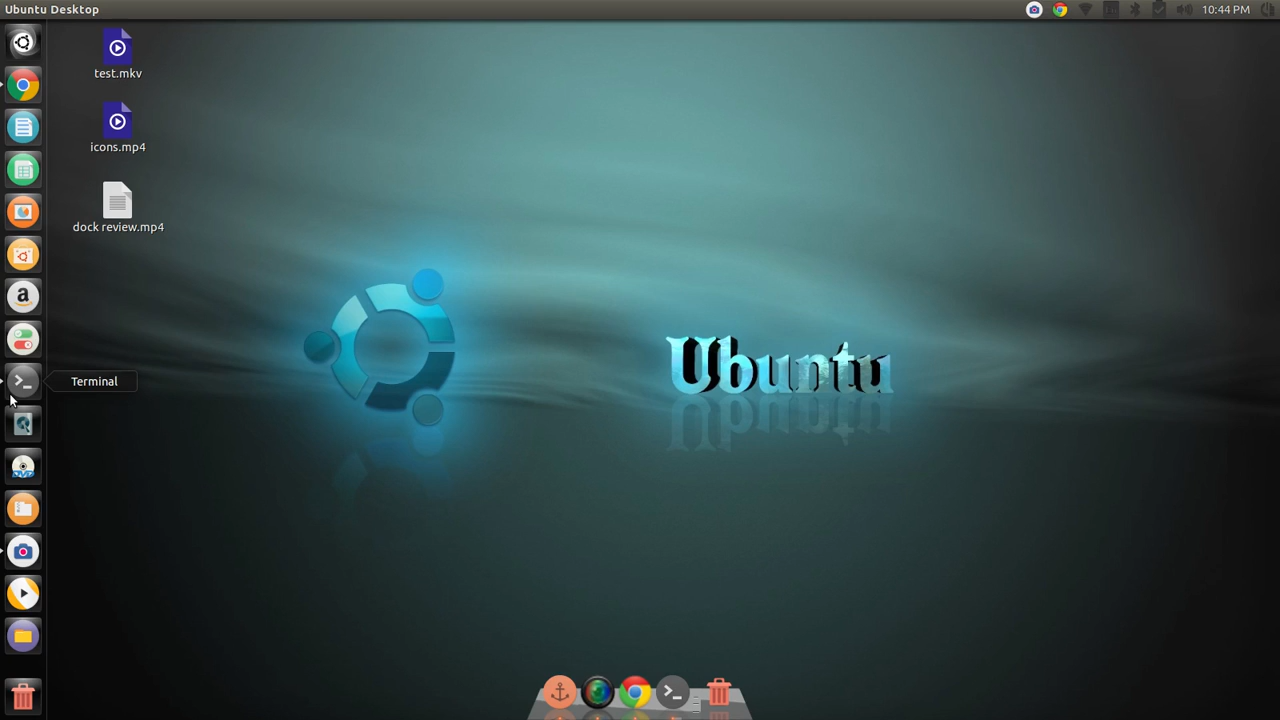 Ubuntu Desktop
10:44 PM
test.mkv
icons.mp4
dock review.mp4
a
Terminal
Ubuntu